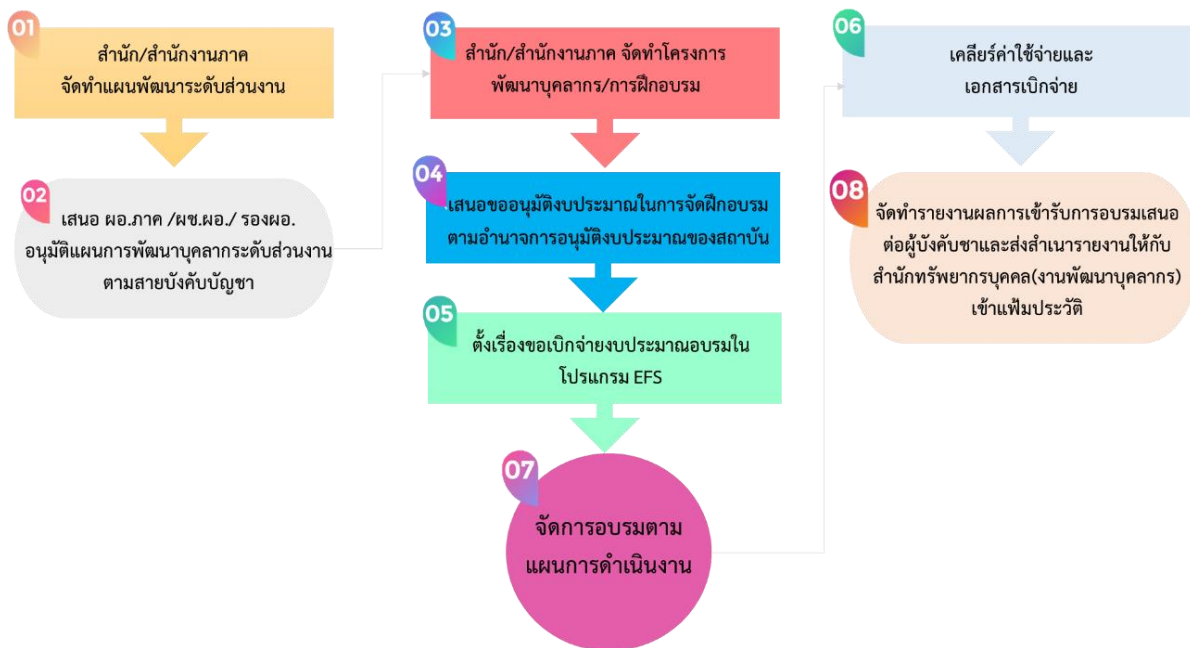 01
สำนัก/สำนักงานภาค
จัดทำแผนพัฒนาระดับส่วนงาน
02
เสนอ ผอ.ภาค /ผช.ผอ./ รองผอ.
อนุมัติแผนการพัฒนาบุคลากระดับส่วนงาน
ตามสายบังคับบัญชา
03
สำนัก/สำนักงานภาค จัดทำโครงการ
พัฒนาบุคลากร/การฝึกอบรม
04
เสนอขออนุมัติงบประมาณในการจัดฝึกอบรม
ตามอำนาจการอนุมัติงบประมาณของสถาบัน
05
ตั้งเรื่องขอเบิกจ่ายงบประมาณอบรมใน
โปรแกรม EFS
07
จัดการอบรมตาม
แผนการดำเนินงาน
06
เคลียร์ค่าใช้จ่ายและ
เอกสารเบิกจ่าย
08
จัดทำรายงานผลการเข้ารับการอบรมเสนอ
ต่อผู้บังคับชาและส่งสำเนารายงานให้กับ
สำนักทรัพยากรบุคคล(งานพัฒนาบุคลากร)
เข้าแฟ้มประวัติ